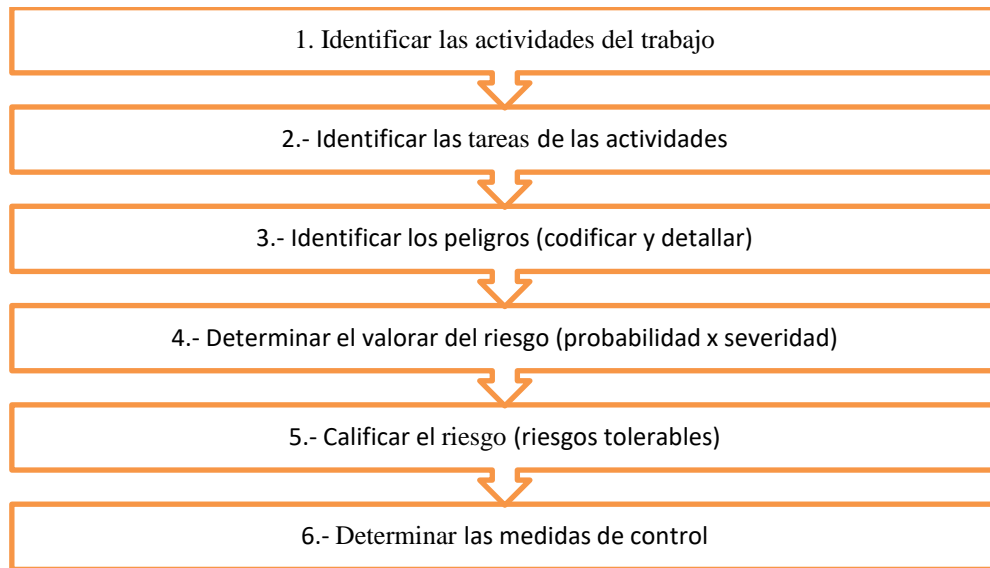 1. Identificar las actividades del trabajo
2.- Identificar las tareas de las actividades
3.- Identificar los peligros (codificar y detallar)
4.- Determinar el valorar del riesgo (probabilidad x severidad)
5.- Calificar el riesgo (riesgos tolerables)
6.- Determinar las medidas de control